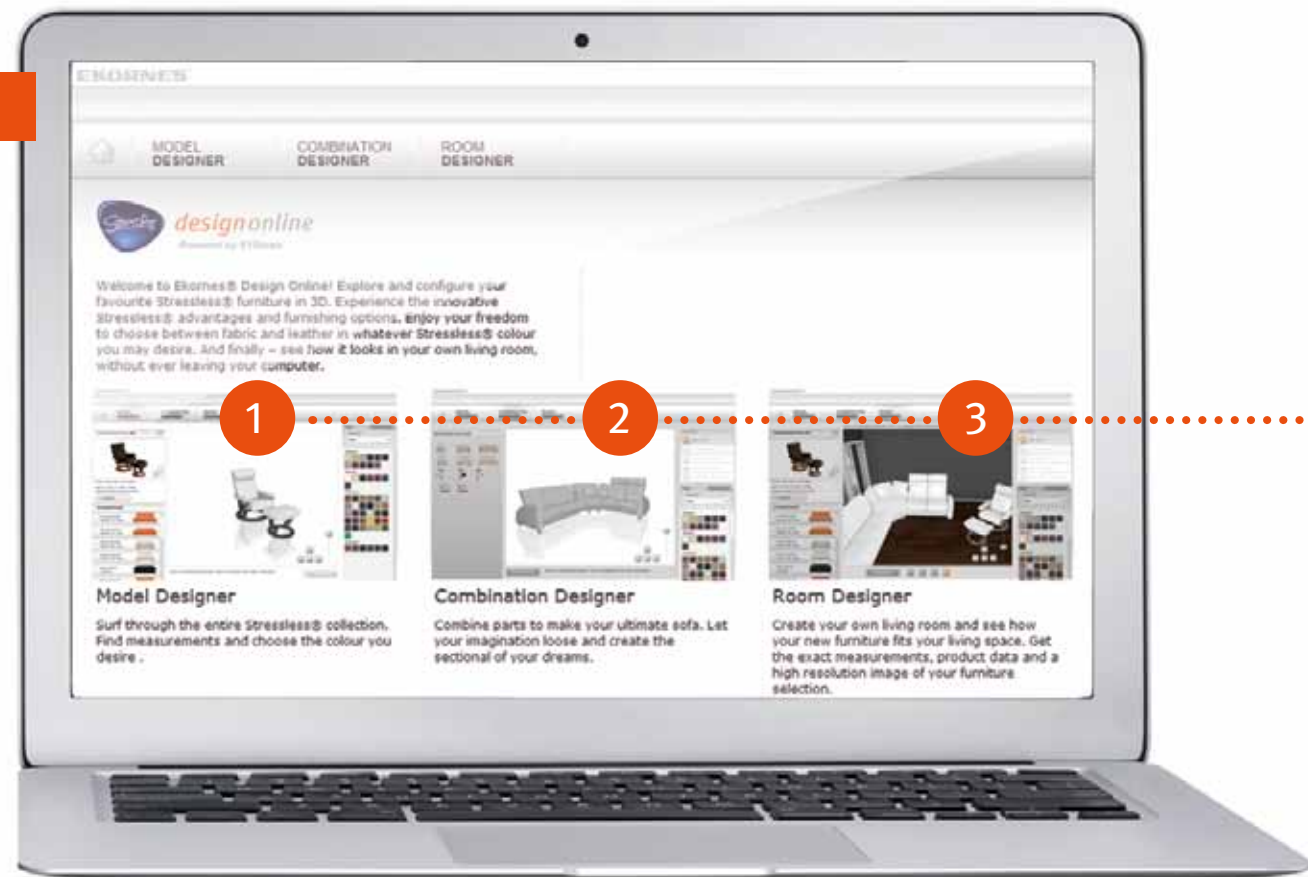 EKORNES
MODEL
DESIGNER
COMBINATION
DESIGNER
ROOM
DESIGNER
Stressless
designonline
Powered by EKornes
Welcome to Ekornes® Design Online! Explore and configure your
favourite Stressless® furniture in 3D. Experience the innovative
Stressless® advantages and furnishing options. Enjoy your freedom
to choose between fabric and leather in whatever Stressless® colour
you may desire. And finally – see how it looks in your own living room,
without ever leaving your computer.
1
2
3
Model Designer
Surf through the entire Stressless® collection.
Find measurements and choose the colour you
desire .
Combination Designer
Combine parts to make your ultimate sofa. Let
your imagination loose and create the
sectional of your dreams.
Room Designer
Create your own living room and see how
your new furniture fits your living space. Get
the exact measurements, product data and a
high resolution image of your furniture
selection.